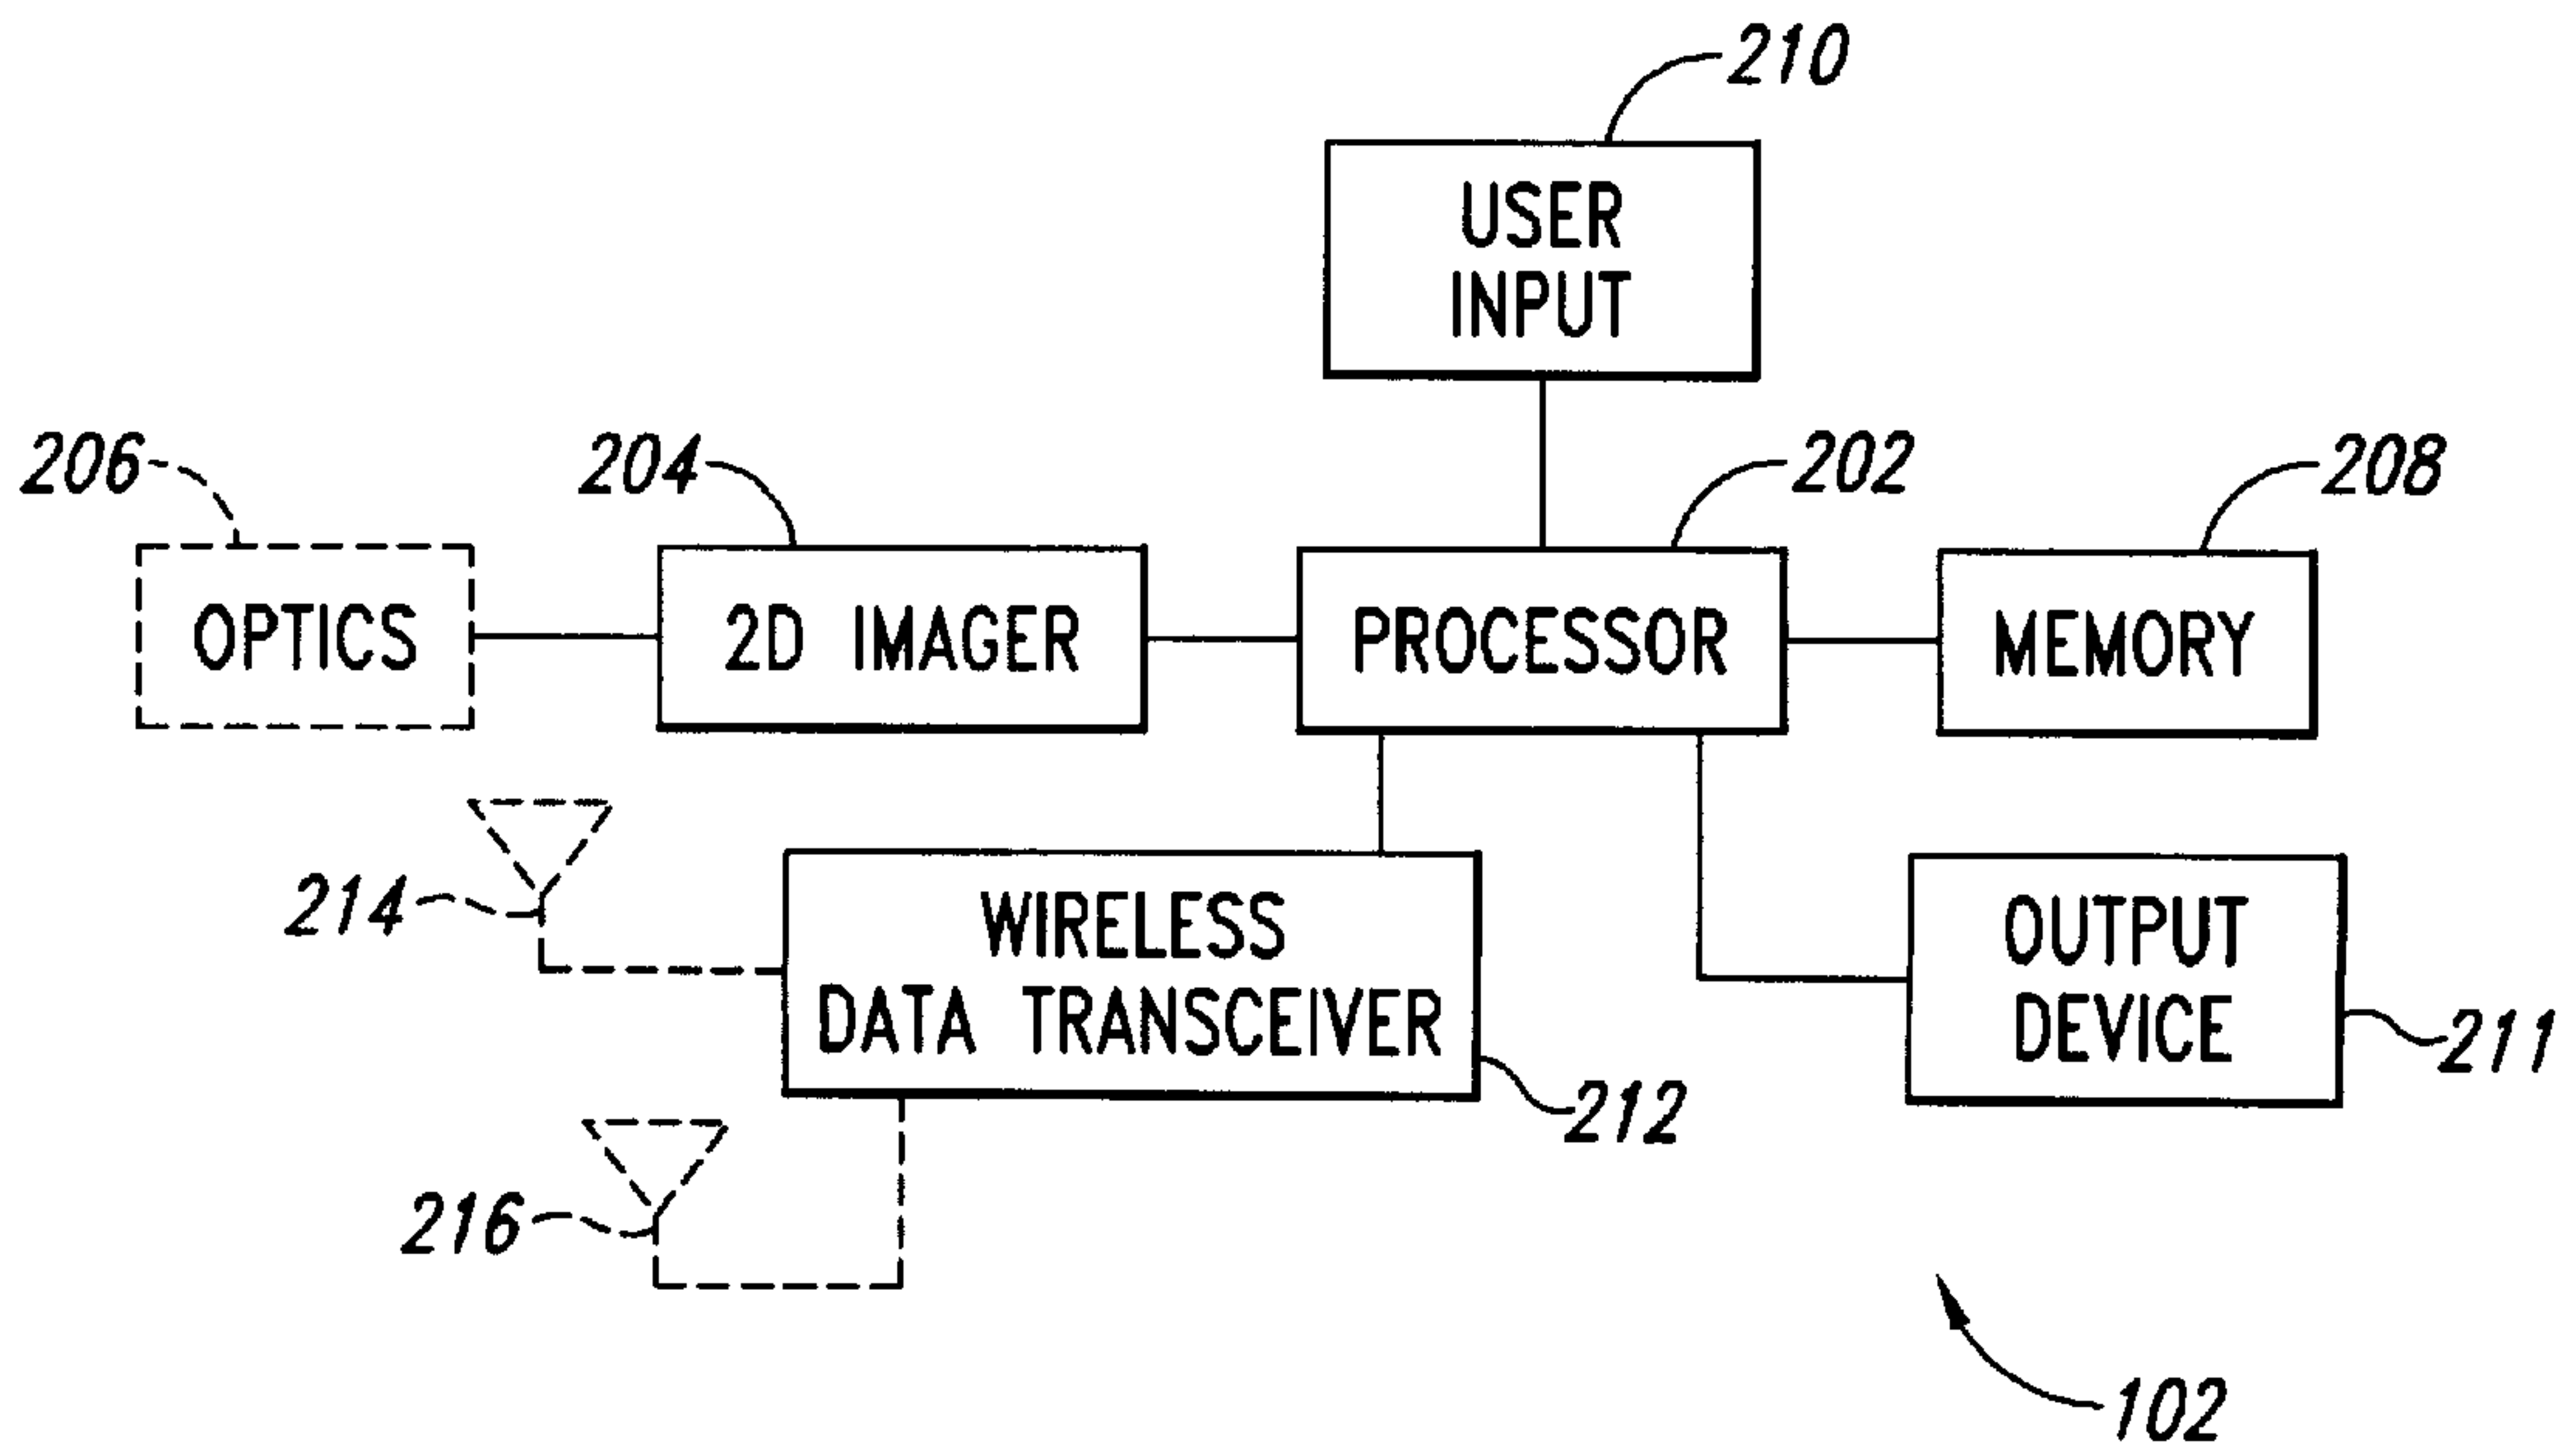 210
USER
INPUT
206
204
202
208
OPTICS
2D IMAGER
PROCESSOR
MEMORY
214
WIRELESS
DATA TRANSCEIVER
OUTPUT
DEVICE
211
212
216
102